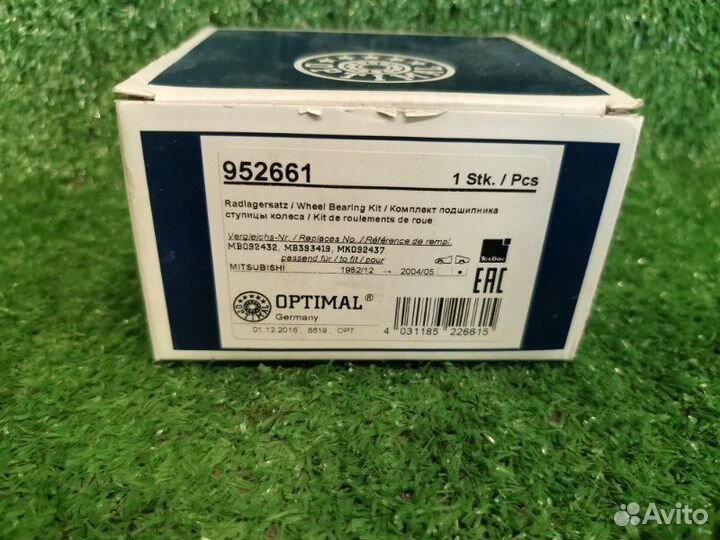 952661
1 Stk. / Pcs
Radlagersatz / Wheel Bearing Kit / Комплект подшипника
ступицы колеса / Kit de roulements de roue
Vergleichs-Nr. / Replaces No. / Référence de rempl.
MB092432, MB393419, MK092437
passend für / to fit / pour
MITSUBISHI 1982/12 → 2004/05
TecDoc
EAC
OPTIMAL®
Germany
01.12.2016, 8619, OPT
4 031185 226615
Avito